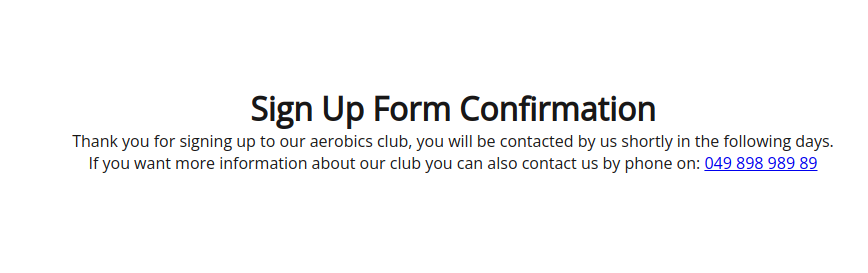 Sign Up Form Confirmation
Thank you for signing up to our aerobics club, you will be contacted by us shortly in the following days.
If you want more information about our club you can also contact us by phone on: 049 898 989 89